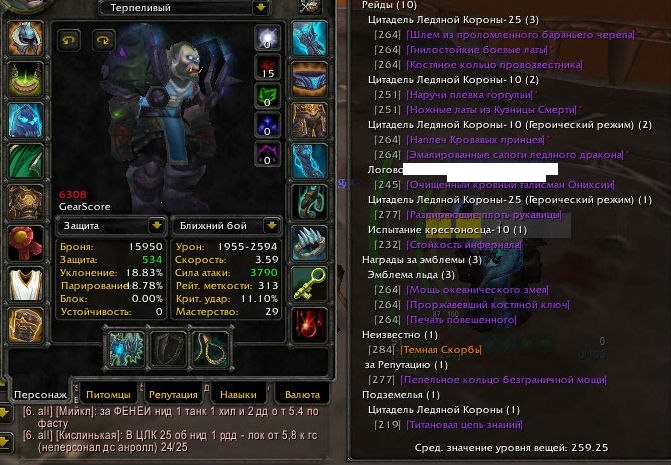 Терпеливый
0
15
0
0
0
6308
GearScore
Защита
Ближний бой
Броня: 15950
Защита: 534
Уклонение: 18.83%
Парирование: 8.78%
Блок: 0.00%
Устойчивость: 0
Урон: 1955-2594
Скорость: 3.59
Сила атаки: 3790
Рейт. меткости: 313
Крит. удар: 11.10%
Мастерство: 29
Персонаж
Питомцы
Репутация
Навыки
Валюта
[6. all] [Мийкл]: за ФЕНЕИ нид 1 танк 1 хил и 2 дд о т 5.4 по
фасту
[6. all] [Кислинькая]: В ЦЛК 25 об нид 1 рдд - лок от 5,8 к гс
(неперсонал дс анролл) 24/25
Рейды (10)
Цитадель Ледяной Короны-25 (3)
[264] [Шлем из проломленного бараньего черепа]
[264] [Гнилостойкие боевые латы]
[264] [Костяное кольцо провозвестника]
Цитадель Ледяной Короны-10 (2)
[251] [Наручи плевка горгульи]
[251] [Ножные латы из Кузницы Смерти]
Цитадель Ледяной Короны-10 (Героический режим) (2)
[264] [Наплеч Кровавых принцев]
[264] [Эмалированные сапоги ледяного дракона]
Логово
[245] [Очищенный кровный талисман Ониксии]
Цитадель Ледяной Короны-25 (Героический режим) (1)
[277] [Раздирающие плоть рукавицы]
Испытание крестоносца-10 (1)
[232] [Стойкость инфернала]
Награды за эмблемы (3)
Эмблема льда (3)
[264] [Мощь океанического змея]
[264] [Проржавевший костяной ключ]
[264] [Печать повешенного]
Неизвестно (1)
[284] [Темная Скорбь]
за Репутацию (1)
[277] [Пепельное кольцо безграничной мощи]
Подземелья (1)
Цитадель Ледяной Короны (1)
[219] [Титановая цепь знаний]
Сред. значение уровня вещей: 259.25